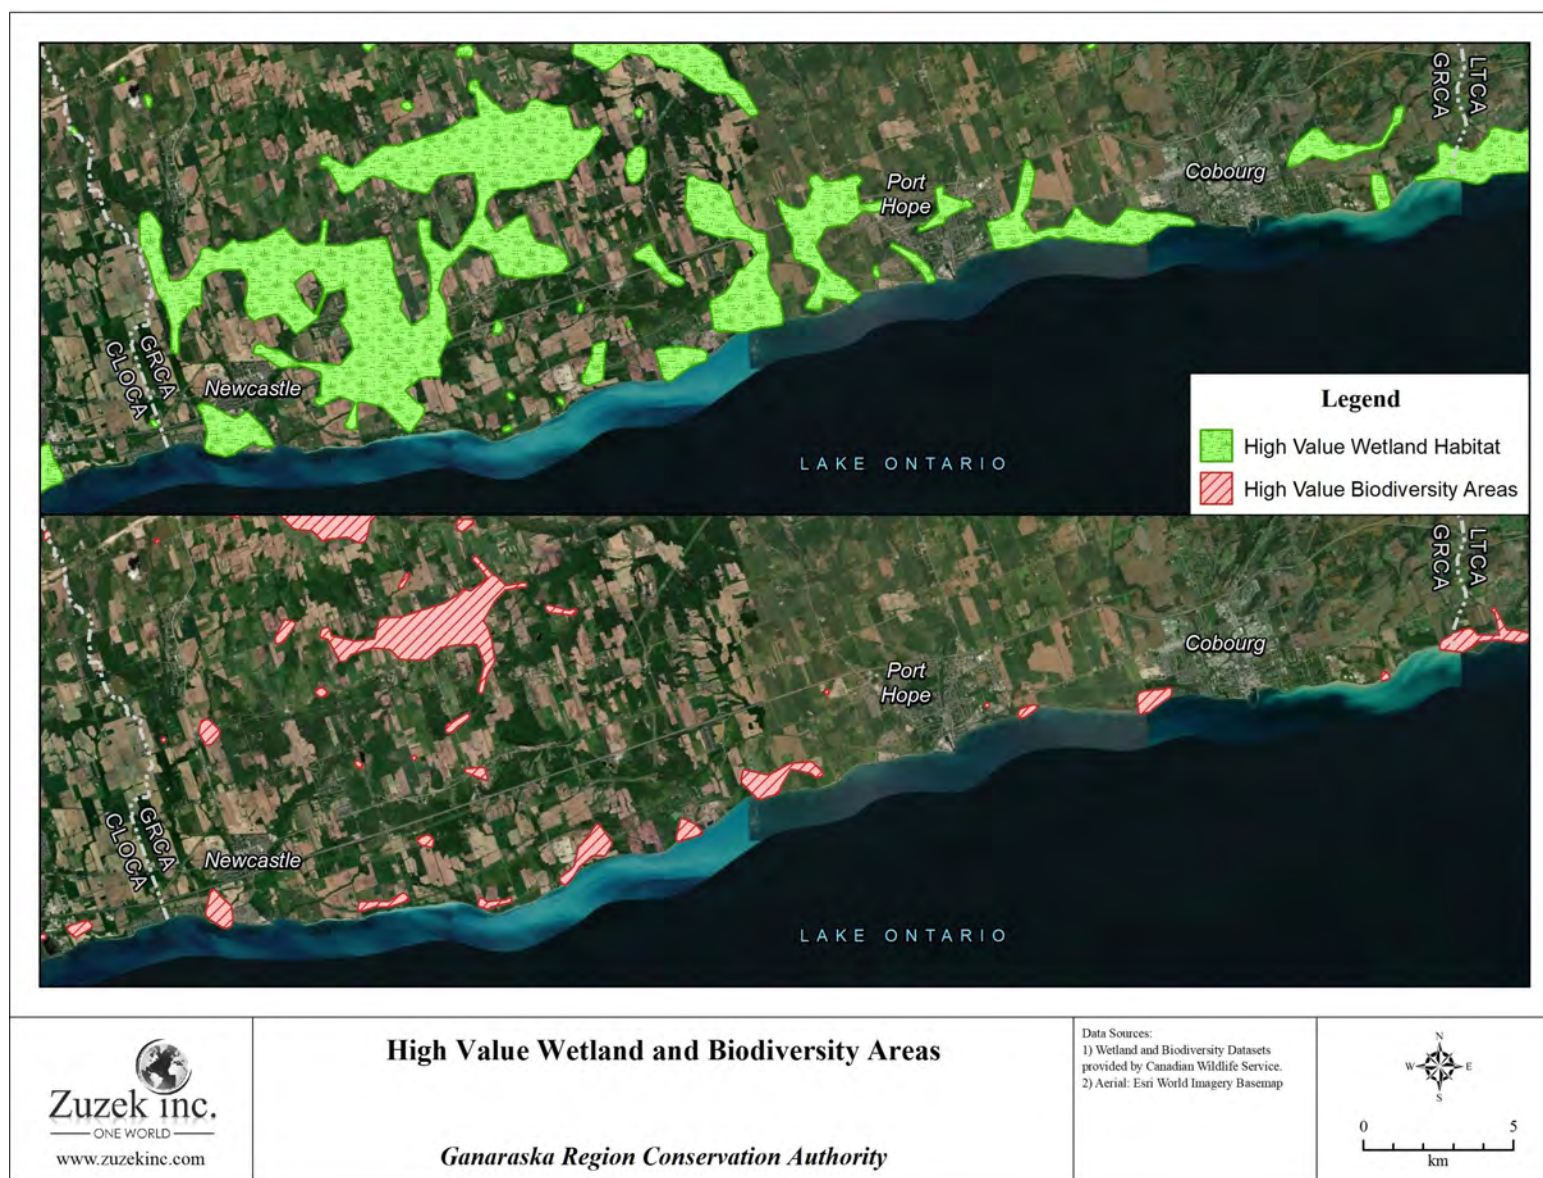 LTCA
GRCA
Cobourg
Port
Hope
GRCA
CLOCA
Newcastle
LAKE ONTARIO
Legend
High Value Wetland Habitat
High Value Biodiversity Areas
LTCA
GRCA
Cobourg
Port
Hope
GRCA
CLOCA
Newcastle
LAKE ONTARIO
Zuzek inc.
ONE WORLD
www.zuzekinc.com
High Value Wetland and Biodiversity Areas
Ganaraska Region Conservation Authority
Data Sources:
1) Wetland and Biodiversity Datasets
provided by Canadian Wildlife Service.
2) Aerial: Esri World Imagery Basemap
N
W E
S
0 5
km